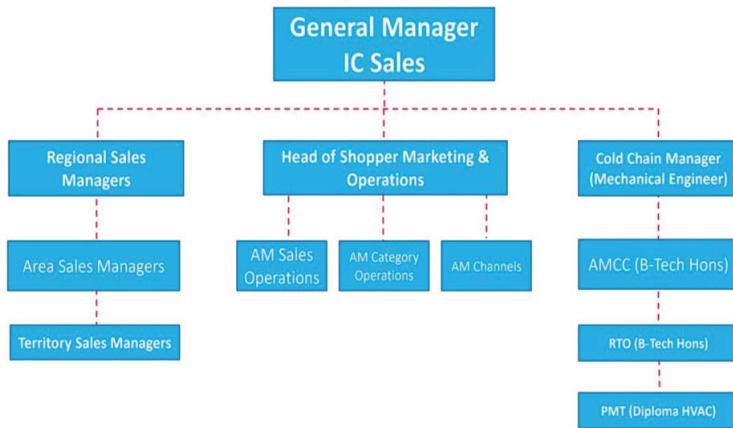 General Manager
IC Sales
Regional Sales
Managers
Head of Shopper Marketing &
Operations
Cold Chain Manager
(Mechanical Engineer)
Area Sales Managers
AM Sales
Operations
AM Category
Operations
AM Channels
AMCC (B-Tech Hons)
Territory Sales Managers
RTO (B-Tech Hons)
PMT (Diploma HVAC)